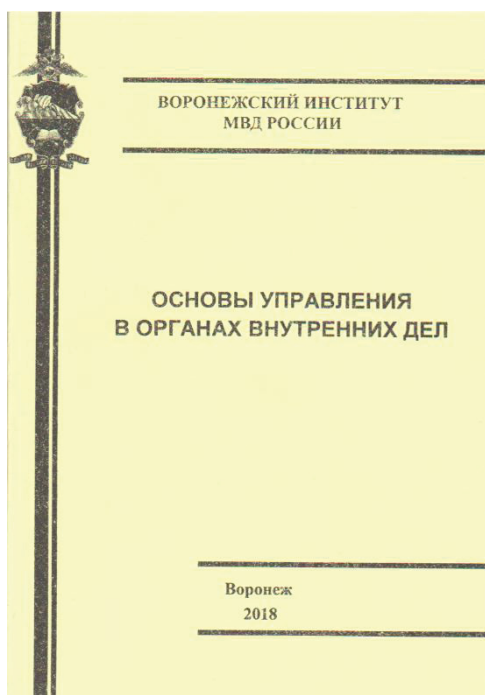 ВОРОНЕЖСКИЙ ИНСТИТУТ
МВД РОССИИ
ОСНОВЫ УПРАВЛЕНИЯ
В ОРГАНАХ ВНУТРЕННИХ ДЕЛ
Воронеж
2018